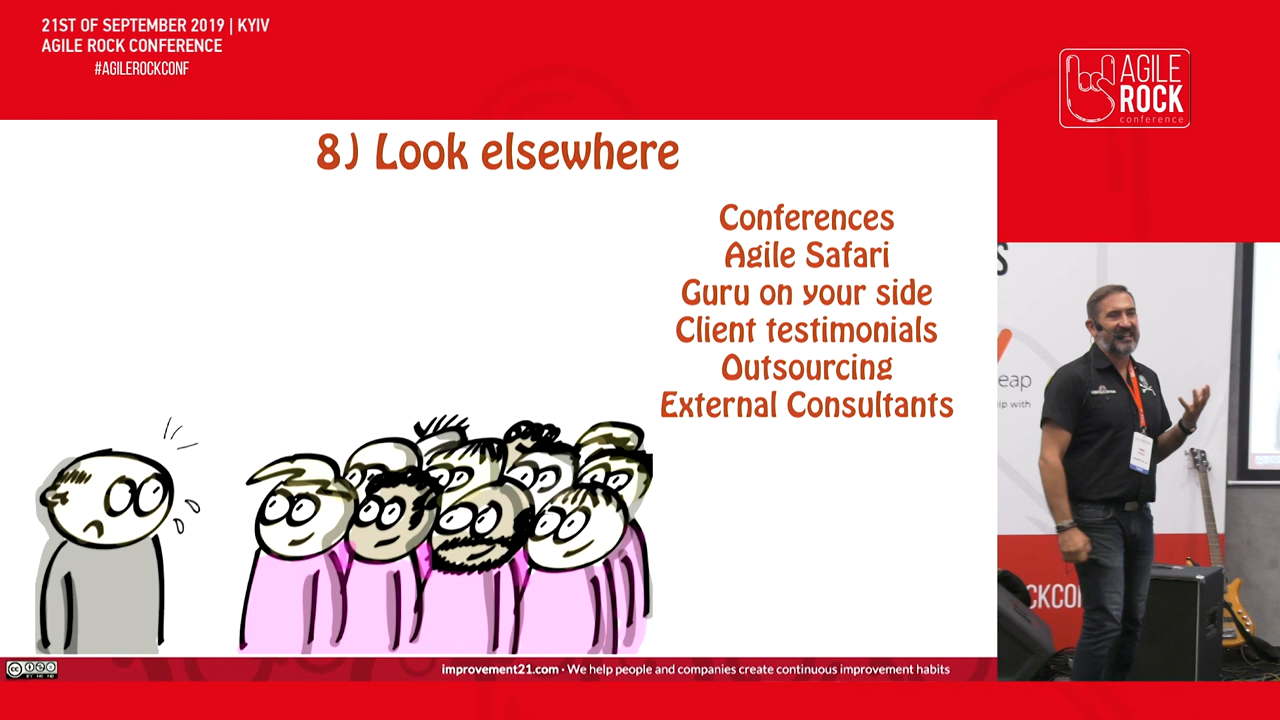 21ST OF SEPTEMBER 2019 | KYIV
AGILE ROCK CONFERENCE
#AGILEROCKCONF
AGILE
ROCK
conference
8) Look elsewhere
Conferences
Agile Safari
Guru on your side
Client testimonials
Outsourcing
External Consultants
improvement21.com · We help people and companies create continuous improvement habits